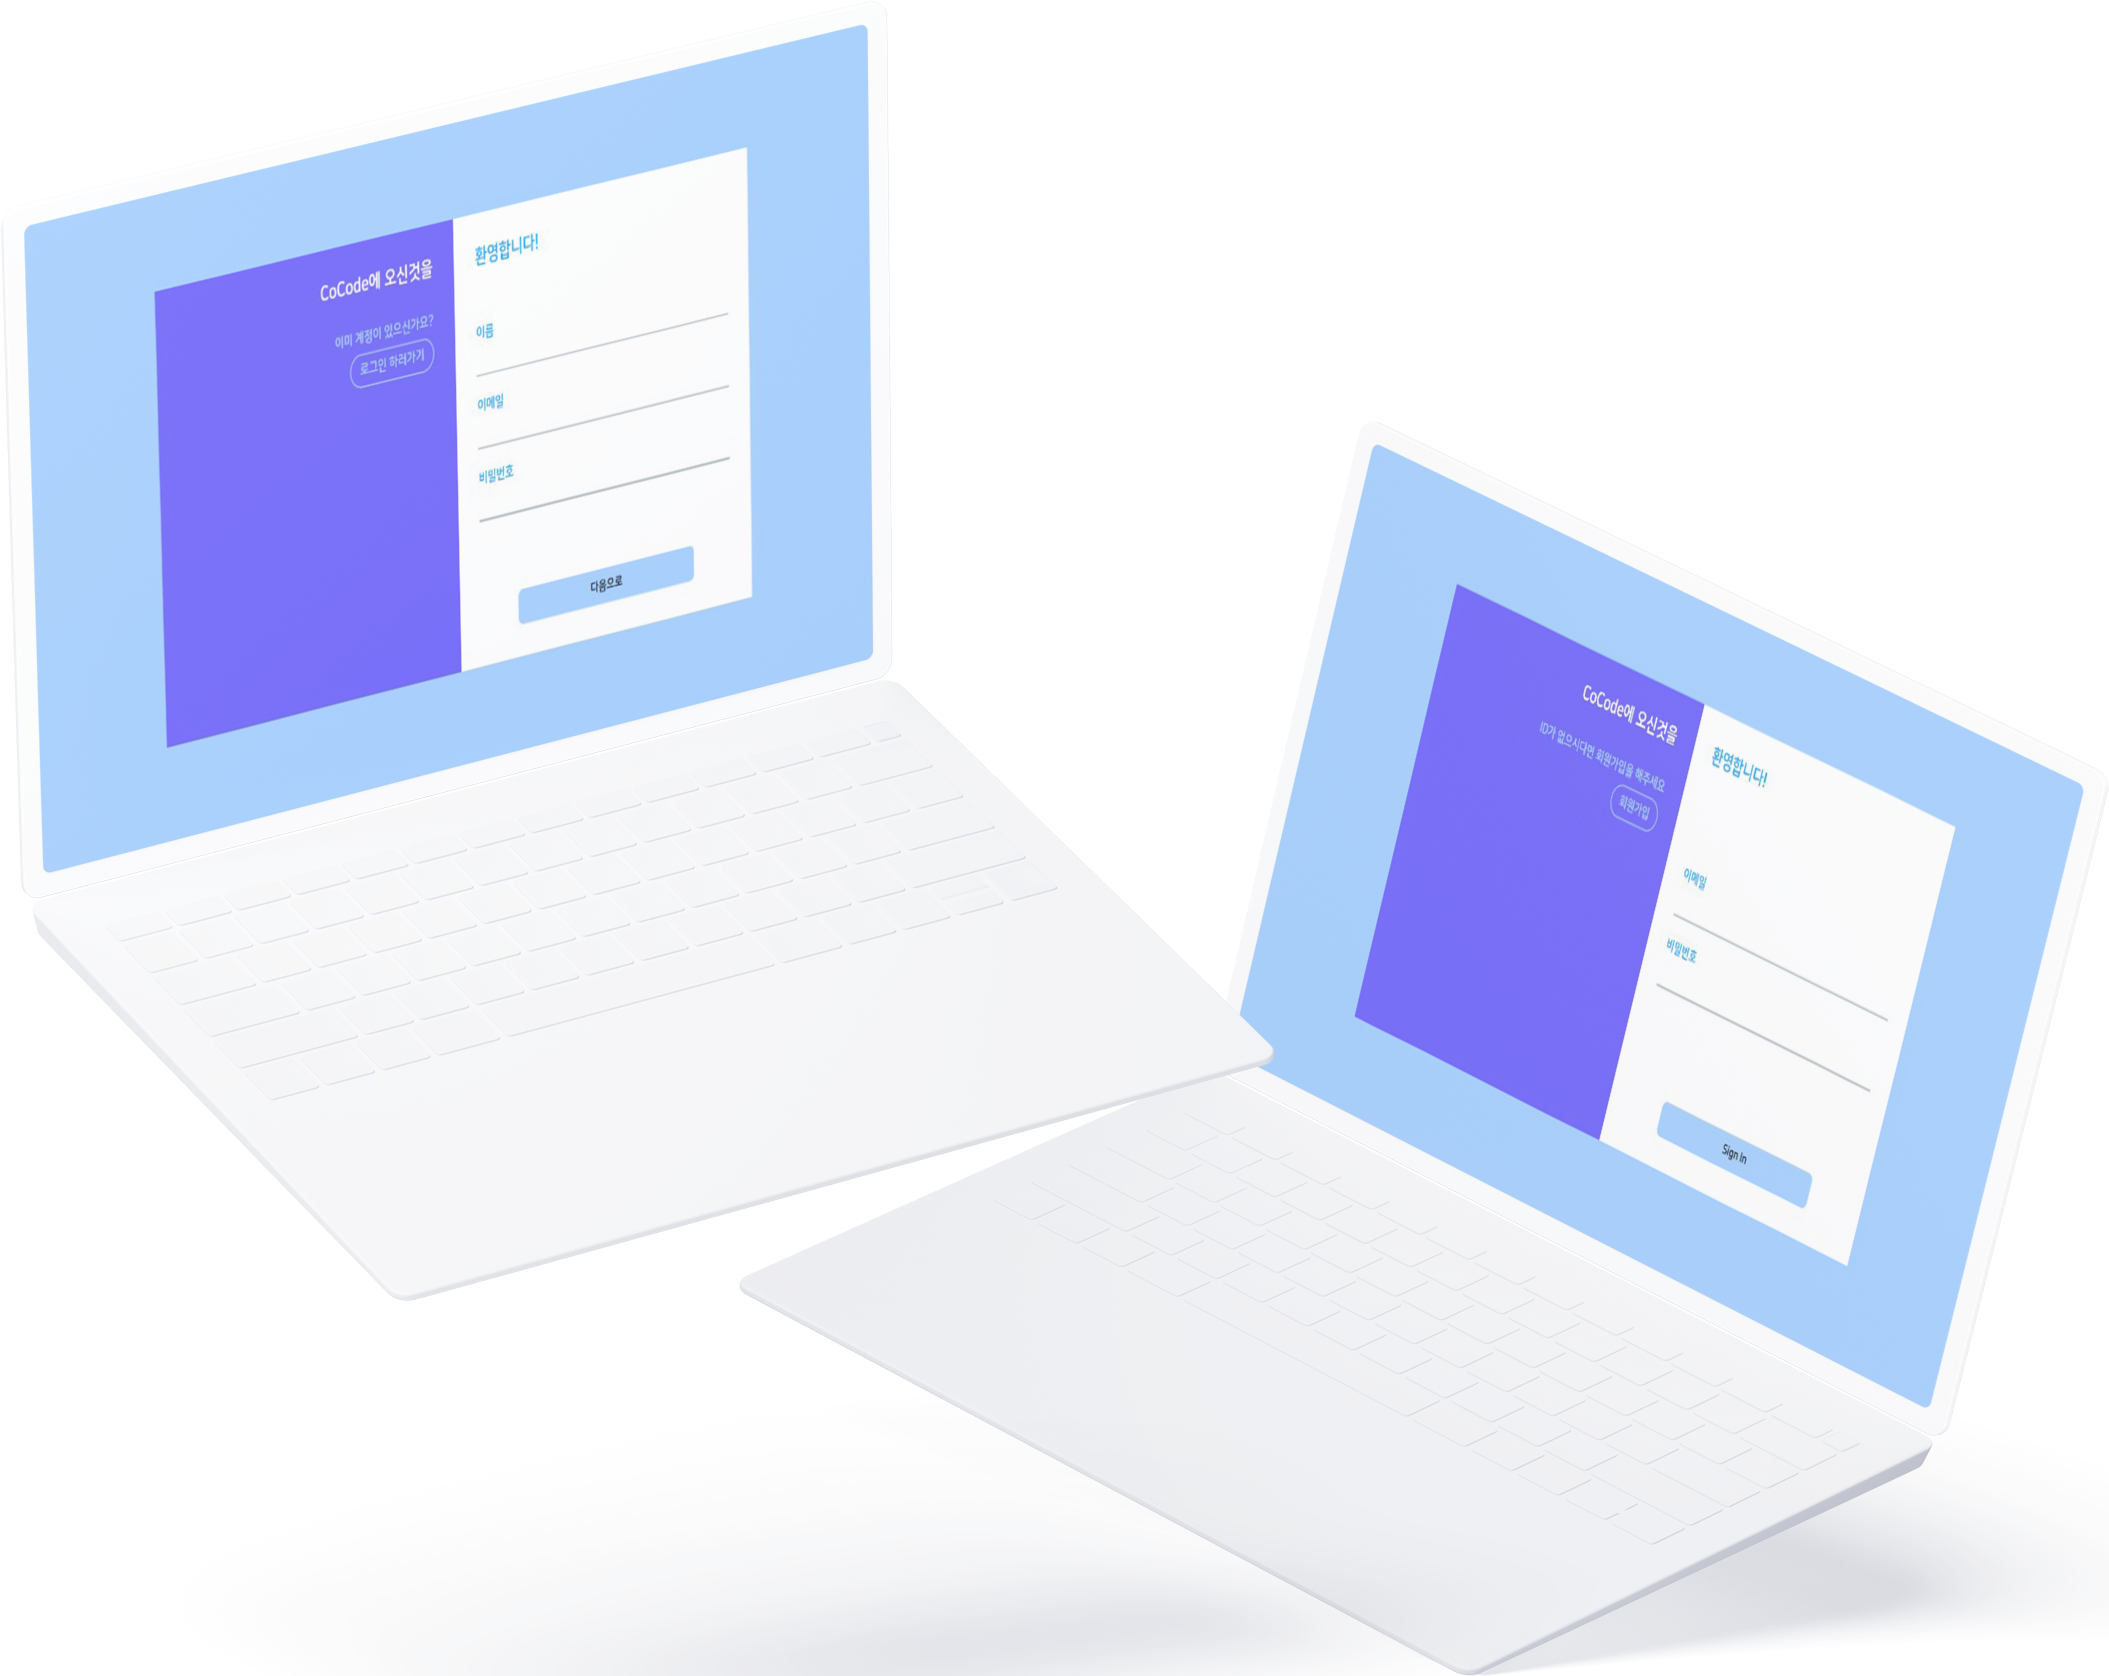 CoCode에 오신것을
환영합니다!
이미 계정이 있으신가요?
로그인 하러가기
이름
이메일
비밀번호
다음으로
CoCode에 오신것을
환영합니다!
ID가 없으시다면 회원가입을 해주세요
회원가입
이메일
비밀번호
Sign In